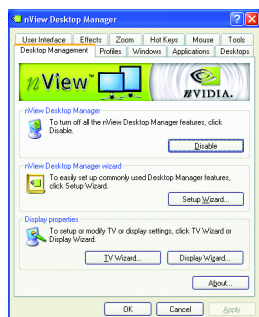 nView Desktop Manager
User Interface Effects Zoom Hot Keys Mouse Tools
Desktop Management Profiles Windows Applications Desktops
nView™
nVIDIA.
nView Desktop Manager
To turn off all the nView Desktop Manager features, click
Disable.
Disable
nView Desktop Manager wizard
To easily set up commonly used Desktop Manager features,
click Setup Wizard.
Setup Wizard...
Display properties
To setup or modify TV or display settings, click TV Wizard or
Display Wizard.
TV Wizard... Display Wizard...
About...
OK Cancel Apply